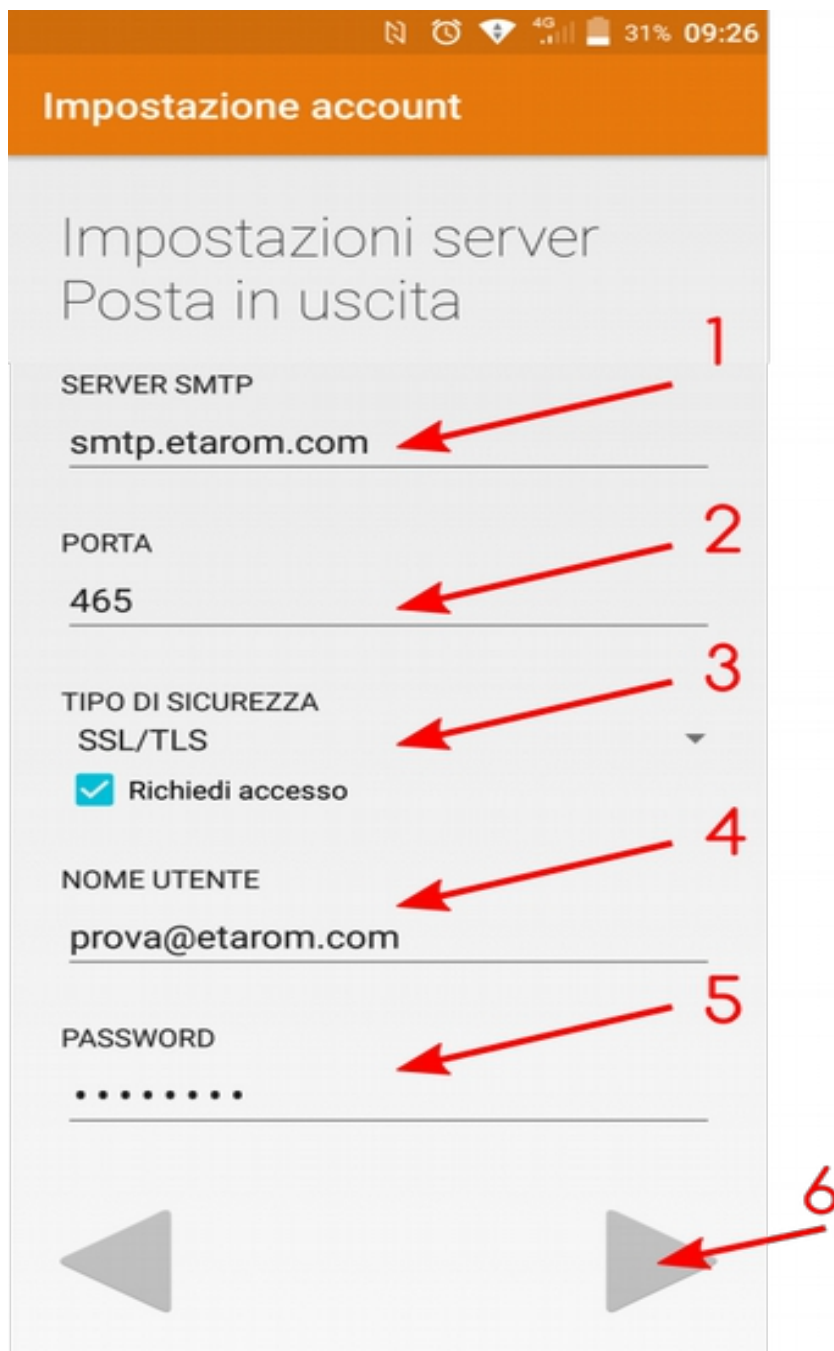 4G 31% 09:26
Impostazione account
Impostazioni server
Posta in uscita
1
SERVER SMTP
smtp.etarom.com
2
PORTA
465
3
TIPO DI SICUREZZA
SSL/TLS
Richiedi accesso
4
NOME UTENTE
prova@etarom.com
5
PASSWORD
••••••••
6